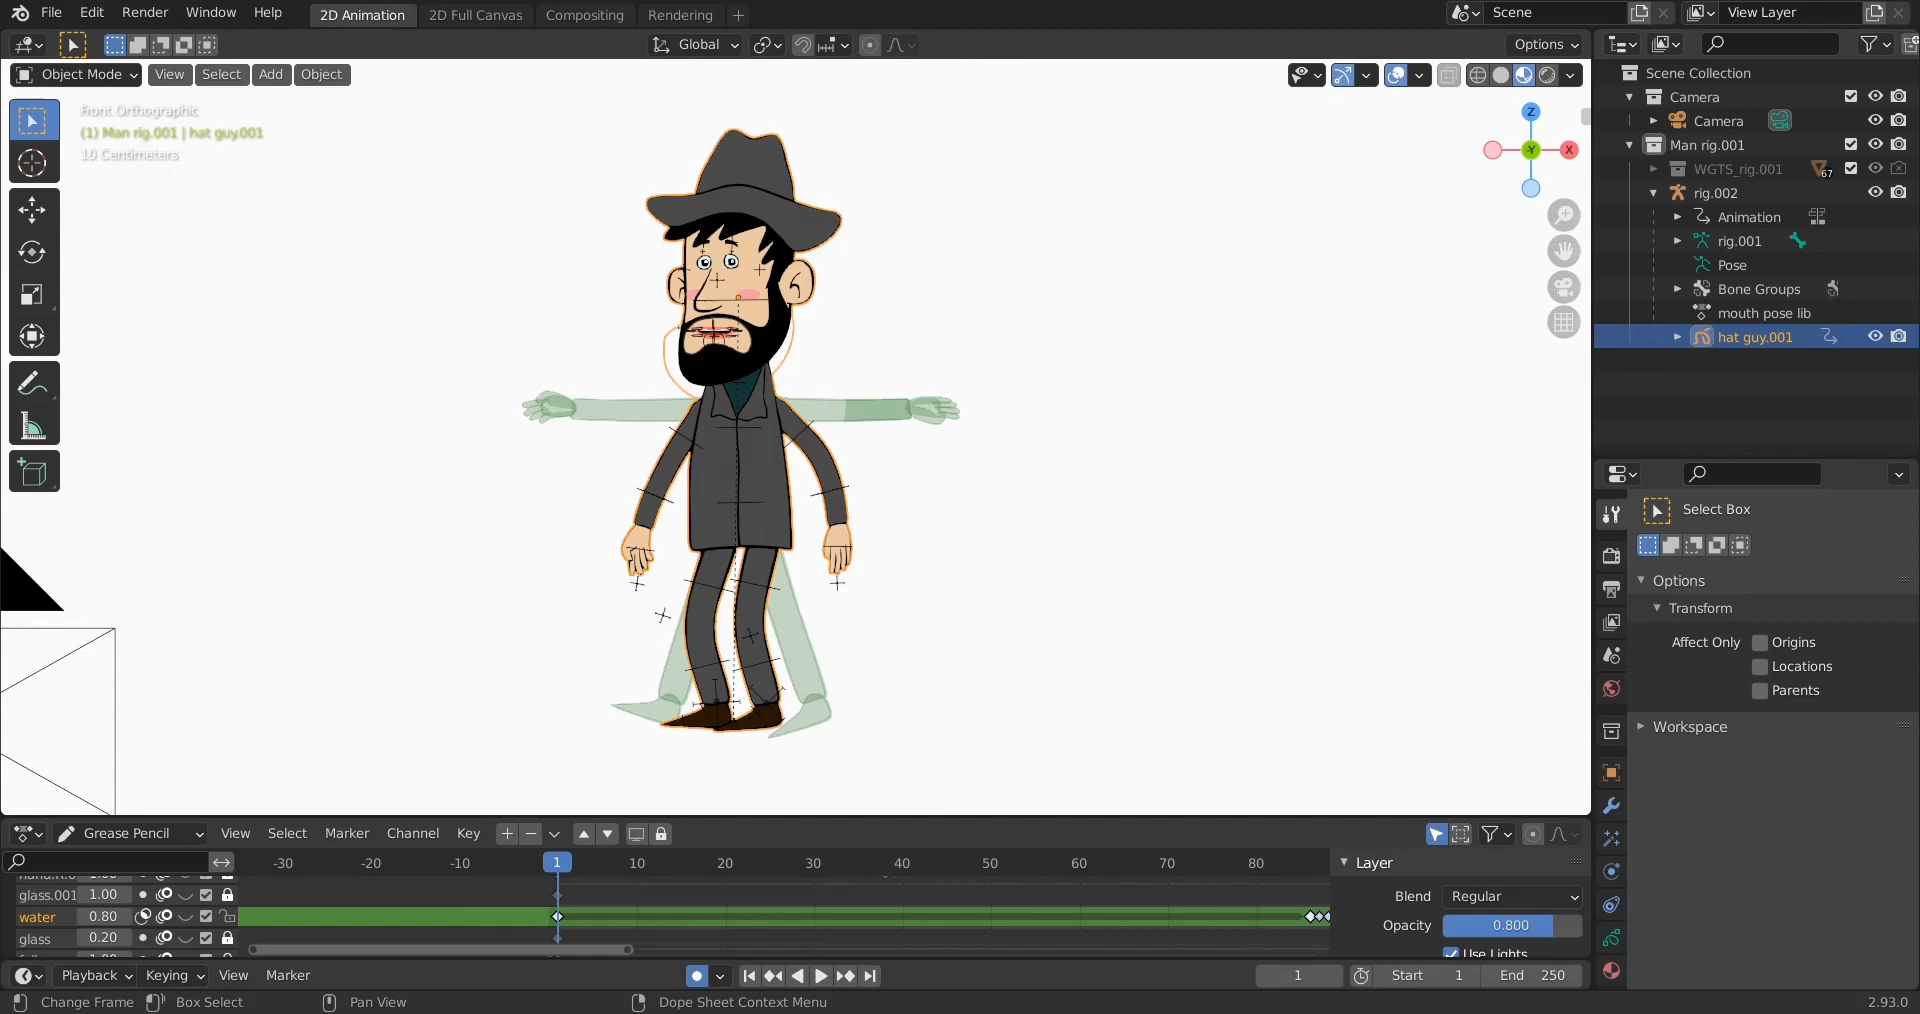 File Edit Render Window Help 2D Animation 2D Full Canvas Compositing Rendering + Scene View Layer
Global Options
Object Mode View Select Add Object
Front Orthographic
(1) Man rig.001 | hat guy.001
10 Centimeters
Z
-Y X
Scene Collection
Camera
Camera
Man rig.001
WGTS_rig.001 67
rig.002
Animation
rig.001
Pose
Bone Groups
mouth pose lib
hat guy.001
Select Box
Options
Transform
Affect Only Origins
Locations
Parents
Workspace
Grease Pencil View Select Marker Channel Key
-30 -20 -10 1 10 20 30 40 50 60 70 80
glass.001 1.00
water 0.80
glass 0.20
Layer
Blend Regular
Opacity 0.800
Use Lights
Playback Keying View Marker 1 Start 1 End 250
Change Frame Box Select Pan View Dope Sheet Context Menu 2.93.0